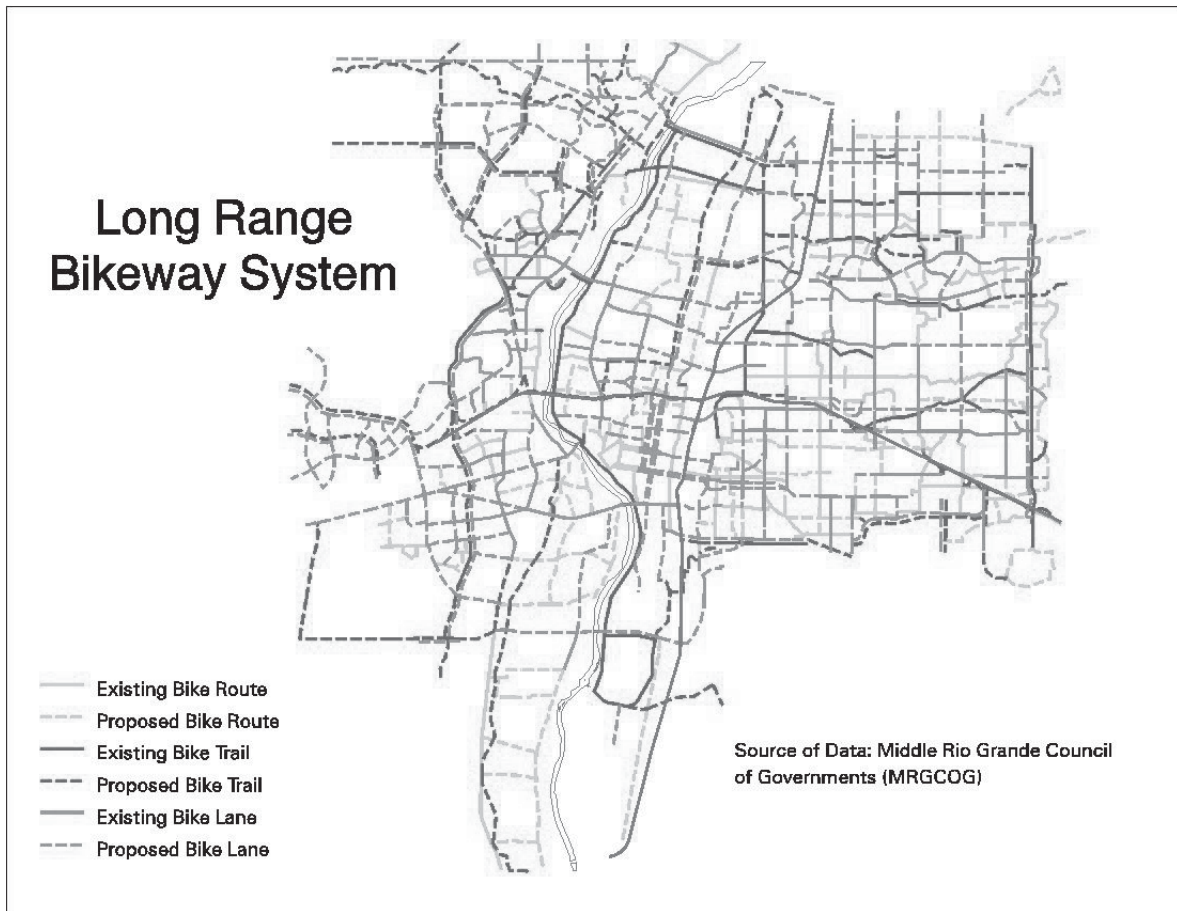 Long Range
Bikeway System
Existing Bike Route
Proposed Bike Route
Existing Bike Trail
Proposed Bike Trail
Existing Bike Lane
Proposed Bike Lane
Source of Data: Middle Rio Grande Council
of Governments (MRGCOG)